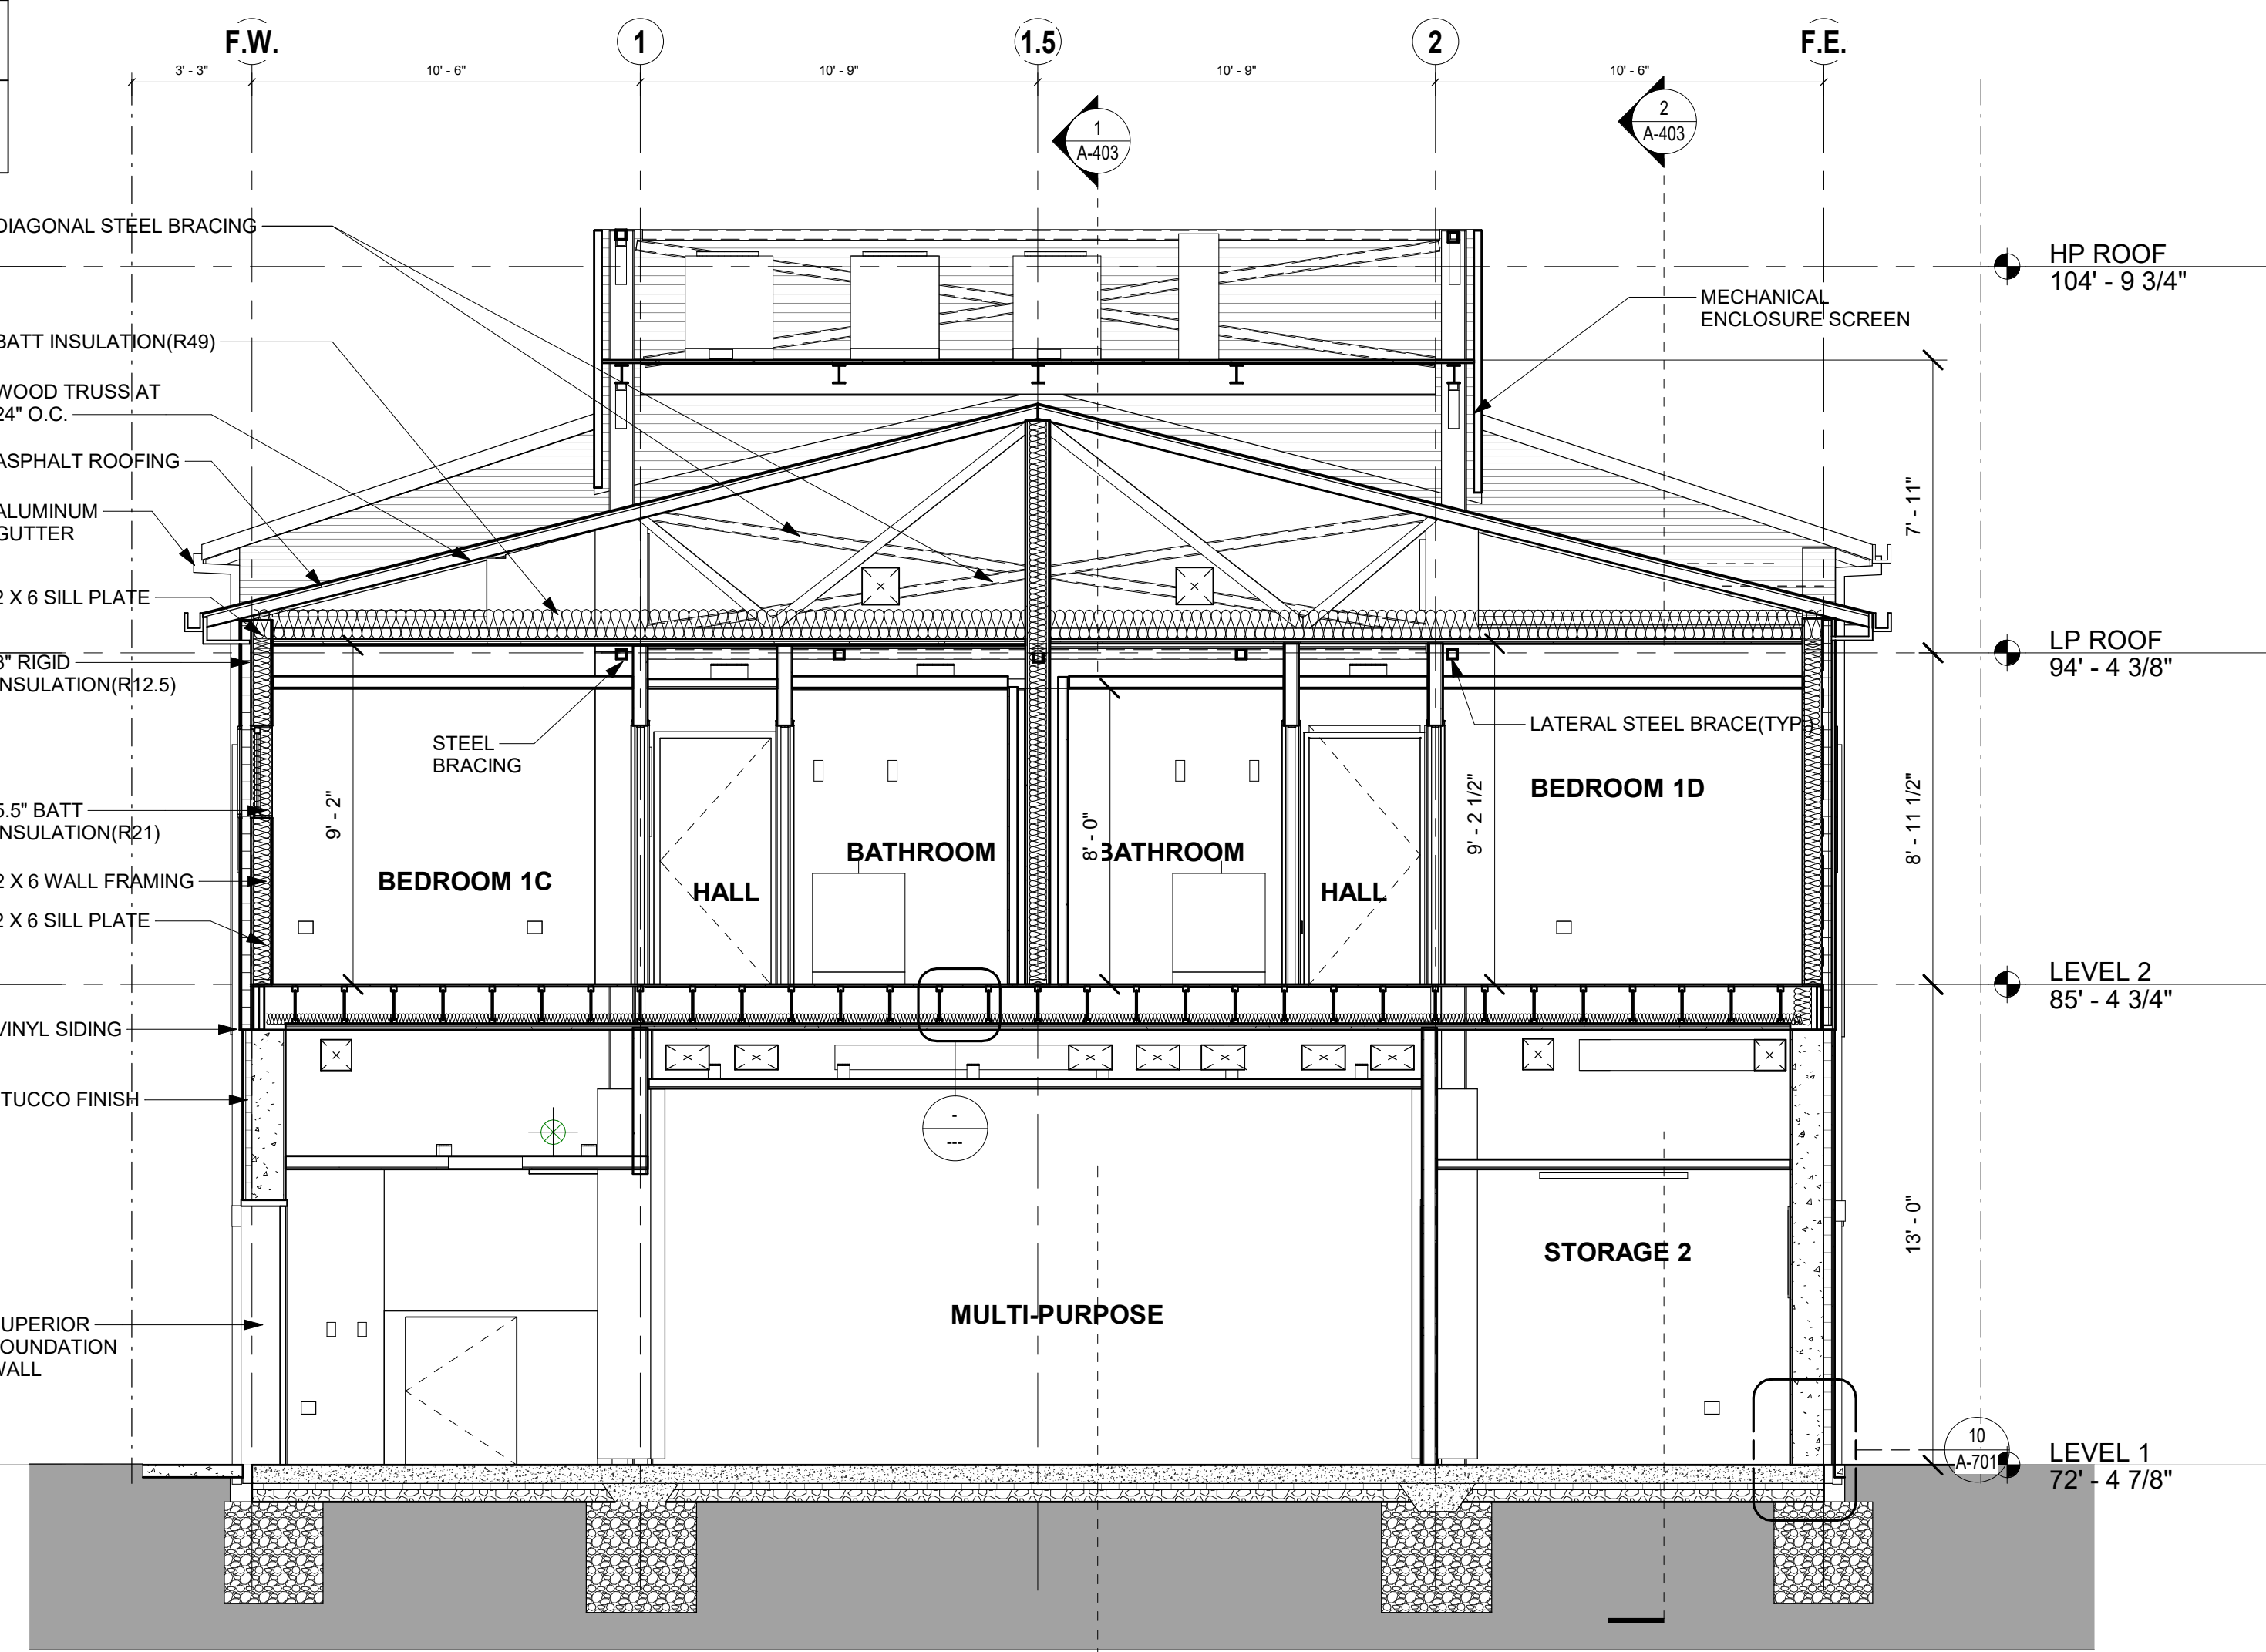 F.W.
1
1.5
2
F.E.
3' - 3"
10' - 6"
10' - 9"
10' - 9"
10' - 6"
1
A-403
2
A-403
DIAGONAL STEEL BRACING
HP ROOF
104' - 9 3/4"
MECHANICAL
ENCLOSURE SCREEN
BATT INSULATION(R49)
WOOD TRUSS AT
24" O.C.
ASPHALT ROOFING
ALUMINUM
GUTTER
7' - 11"
2 X 6 SILL PLATE
LP ROOF
94' - 4 3/8"
3" RIGID
INSULATION(R12.5)
STEEL
BRACING
LATERAL STEEL BRACE(TYP.)
BEDROOM 1D
9' - 2"
8' - 0"
9' - 2 1/2"
8' - 11 1/2"
5.5" BATT
INSULATION(R21)
BATHROOM
BATHROOM
2 X 6 WALL FRAMING
BEDROOM 1C
HALL
HALL
2 X 6 SILL PLATE
LEVEL 2
85' - 4 3/4"
VINYL SIDING
TUCCO FINISH
-
---
13' - 0"
STORAGE 2
MULTI-PURPOSE
UPERIOR
OUNDATION
WALL
10
A-701
LEVEL 1
72' - 4 7/8"